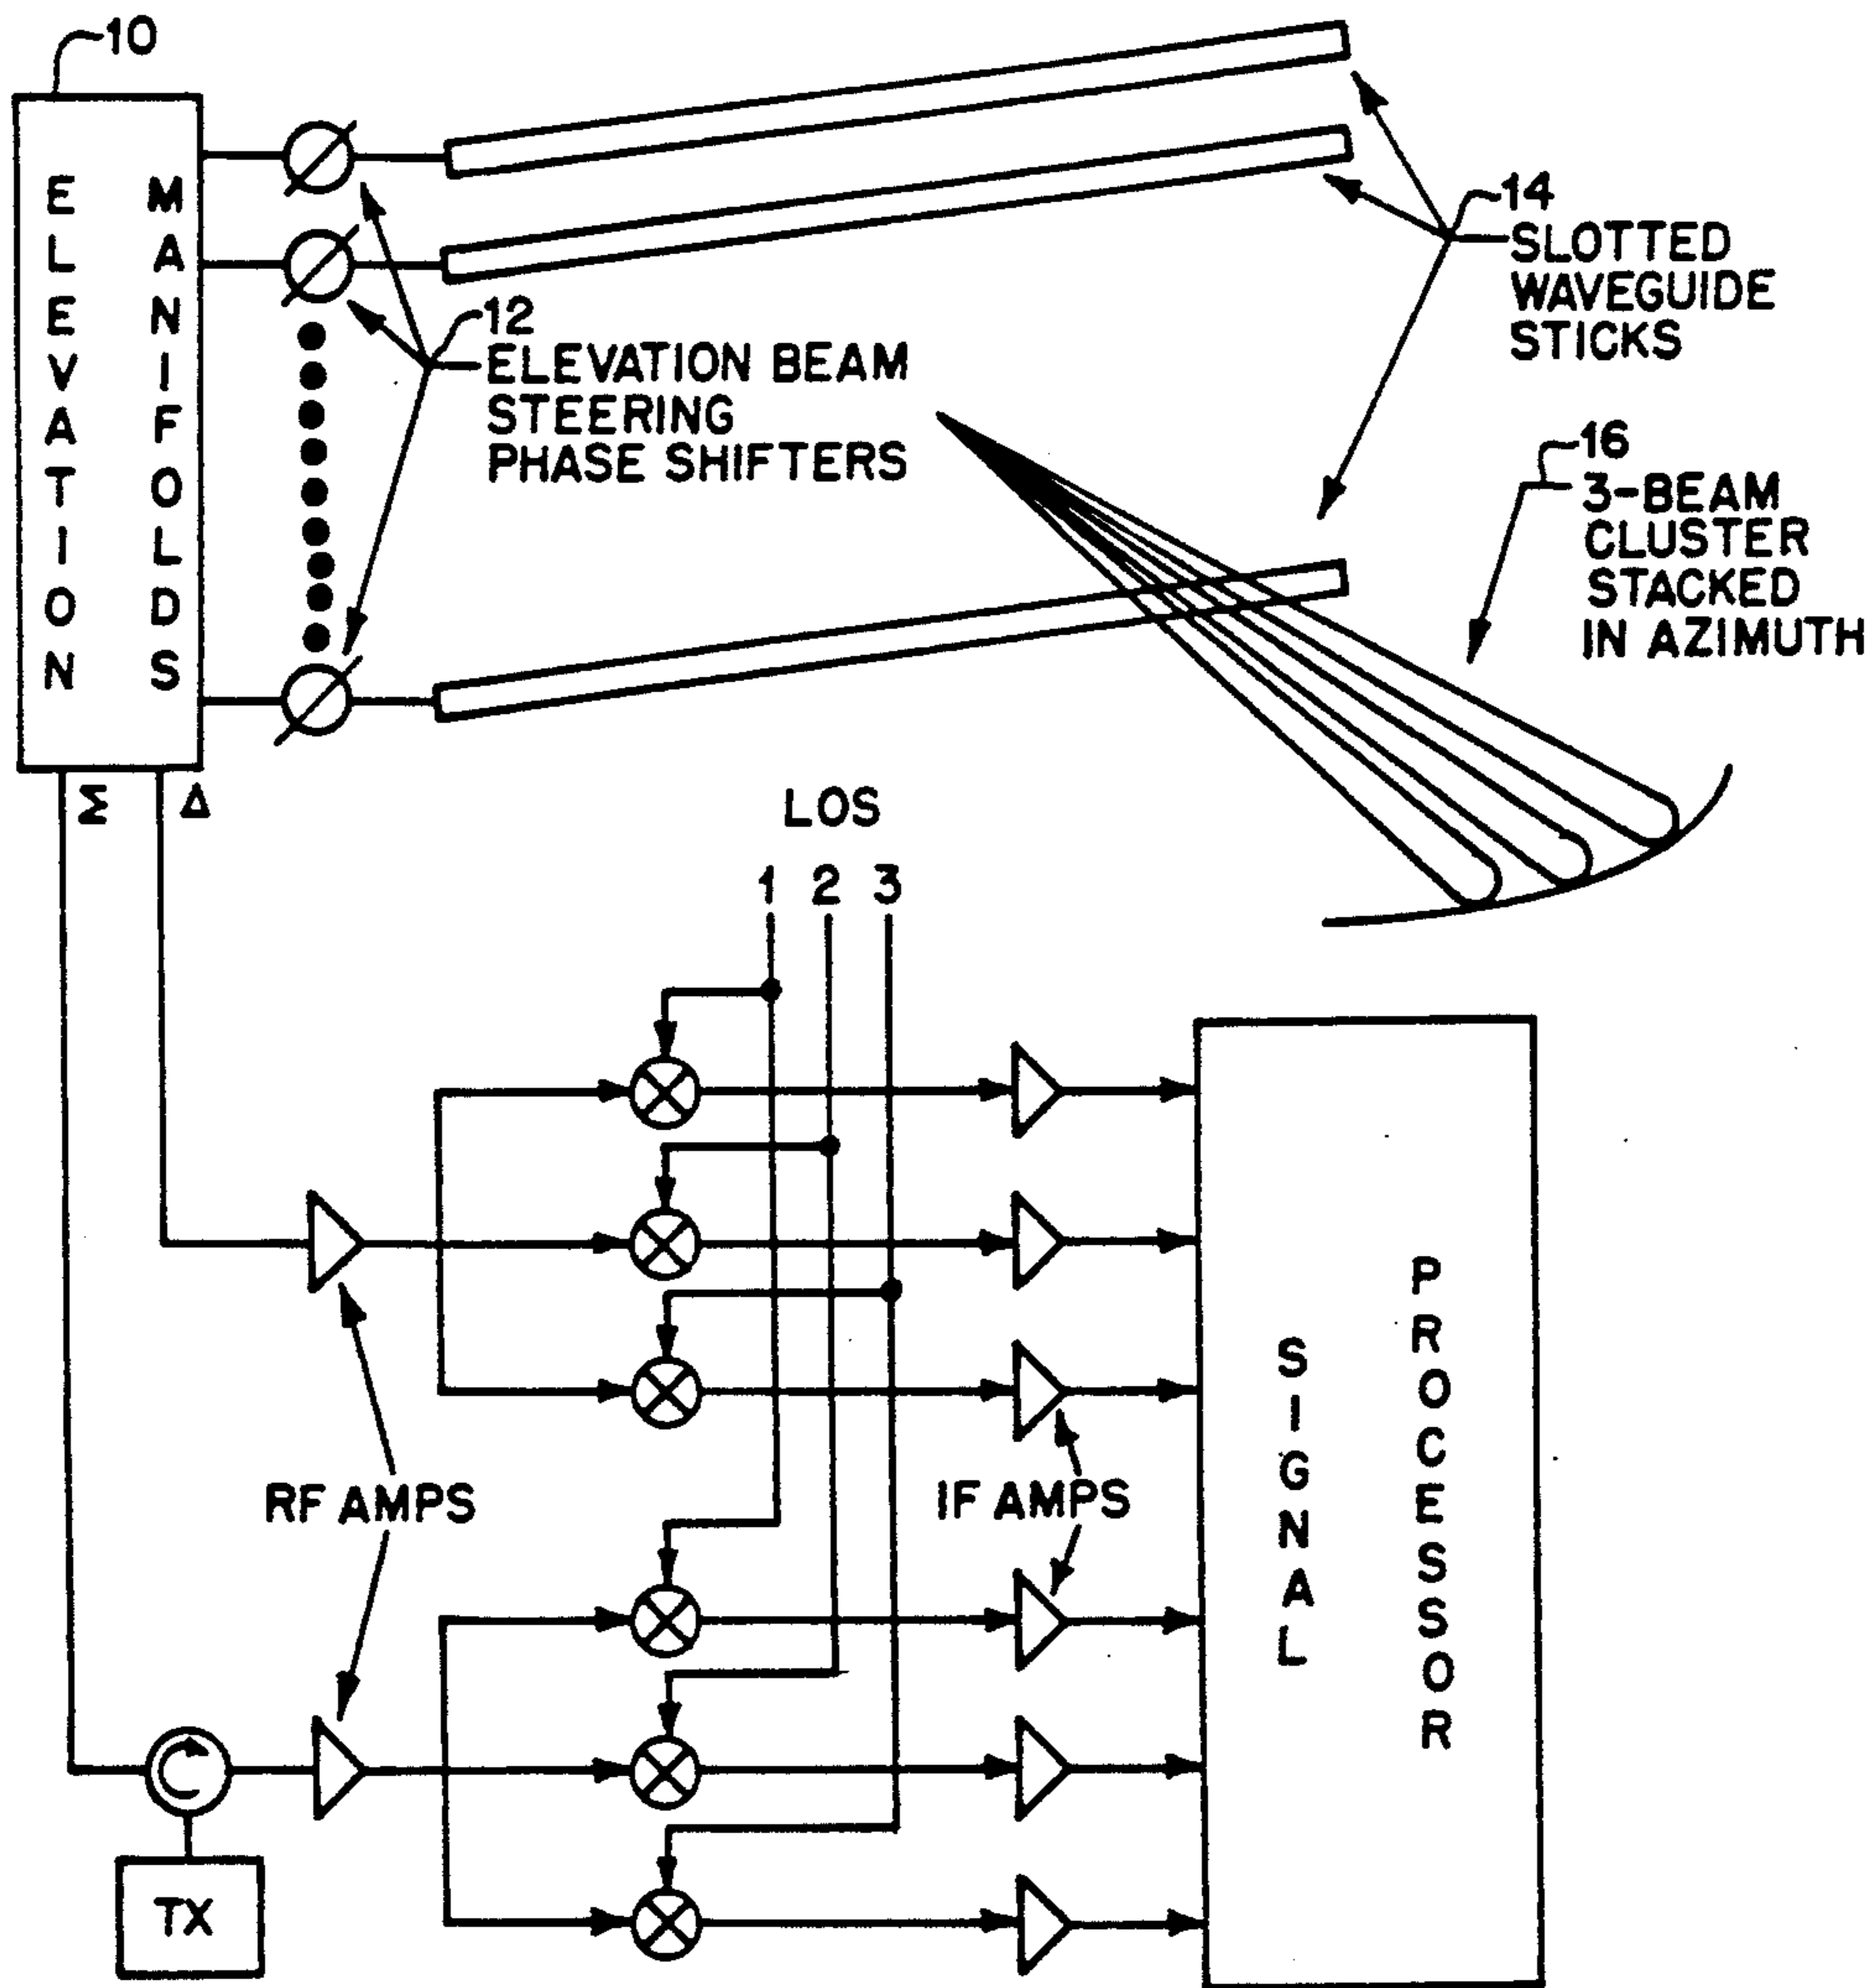 10
ELEVATION
MANIFOLDS
14
SLOTTED
WAVEGUIDE
STICKS
12
ELEVATION BEAM
STEERING
PHASE SHIFTERS
16
3-BEAM
CLUSTER
STACKED
IN AZIMUTH
Σ Δ
LOS
1 2 3
RF AMPS
IF AMPS
SIGNAL
PROCESSOR
TX